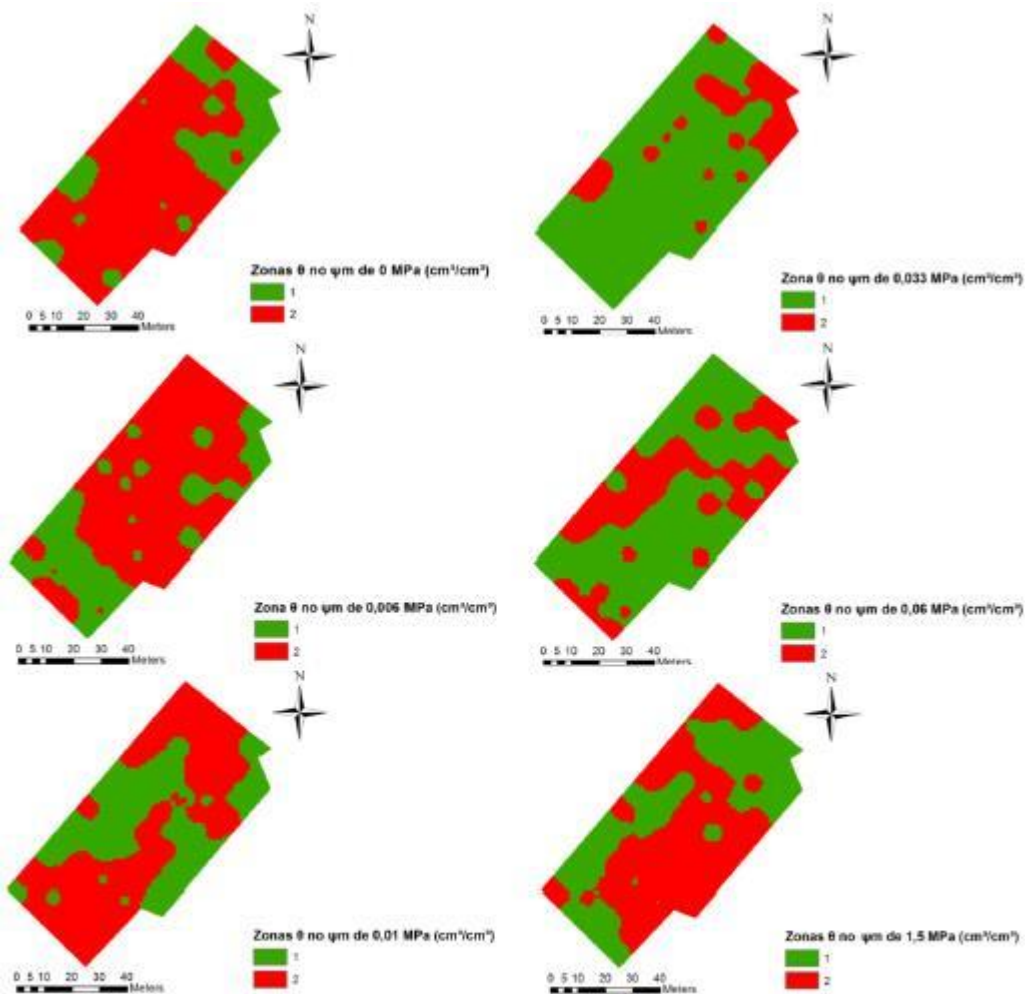 N
Zonas θ no ψm de 0 MPa (cm³/cm³)
1
2
0 5 10 20 30 40
Meters
N
Zona θ no ψm de 0,033 MPa (cm³/cm³)
1
2
0 5 10 20 30 40
Meters
N
Zona θ no ψm de 0,006 MPa (cm³/cm³)
1
2
0 5 10 20 30 40
Meters
N
Zonas θ no ψm de 0,06 MPa (cm³/cm³)
1
2
0 5 10 20 30 40
Meters
N
Zonas θ no ψm de 0,01 MPa (cm³/cm³)
1
2
0 5 10 20 30 40
Meters
N
Zonas θ no ψm de 1,5 MPa (cm³/cm³)
1
2
0 5 10 20 30 40
Meters